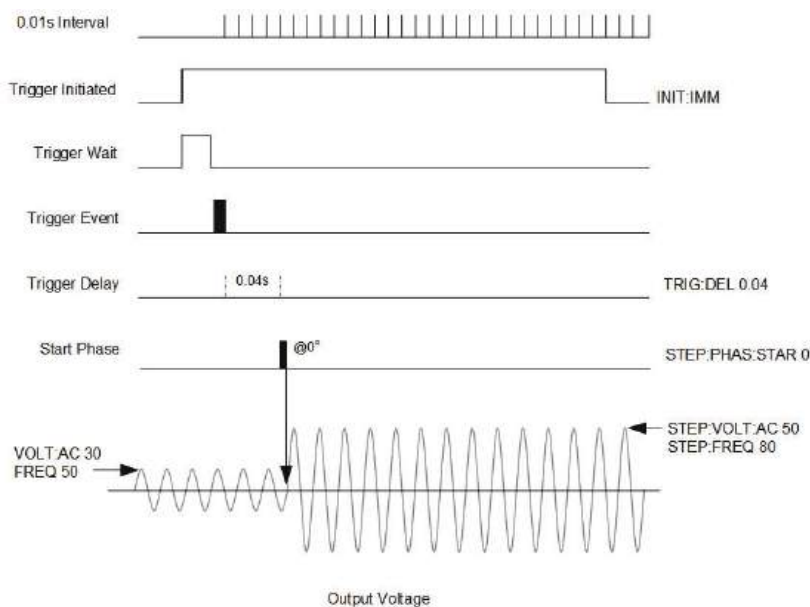 0.01s Interval
Trigger Initiated
INIT:IMM
Trigger Wait
Trigger Event
Trigger Delay
0.04s
TRIG:DEL 0.04
Start Phase
@0°
STEP:PHAS:STAR 0
VOLT:AC 30
FREQ 50
STEP:VOLT:AC 50
STEP:FREQ 80
Output Voltage